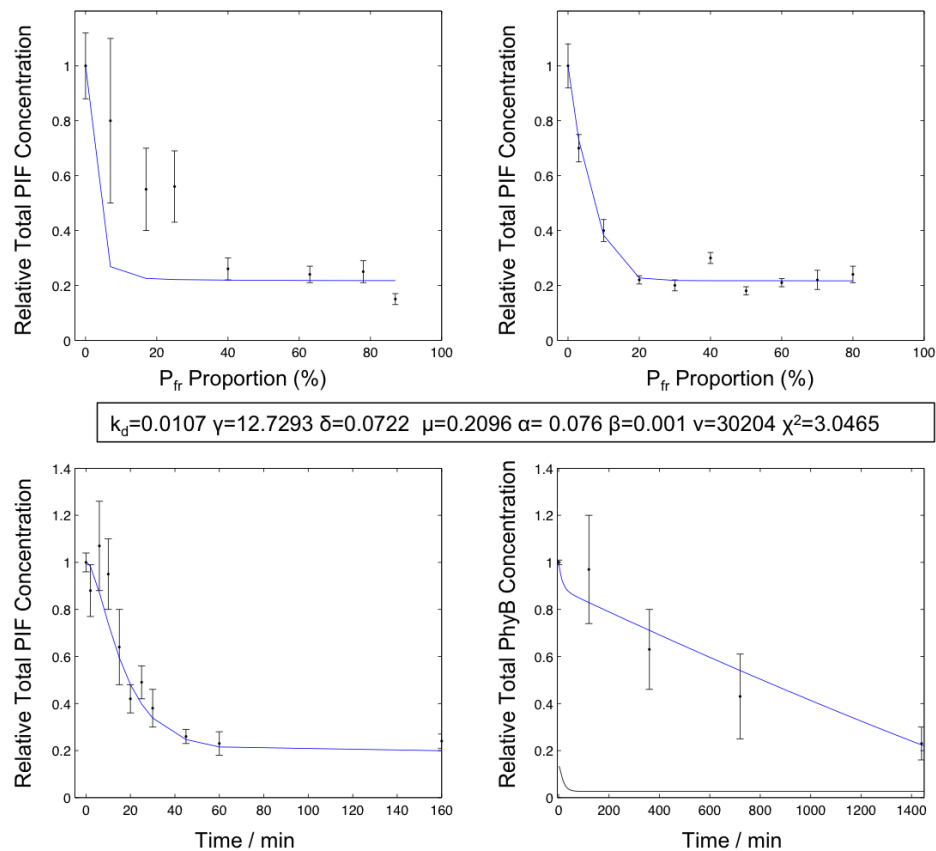 Relative Total PIF Concentration
1
0.8
0.6
0.4
0.2
0
0 20 40 60 80 100
Pfr Proportion (%)
Relative Total PIF Concentration
1
0.8
0.6
0.4
0.2
0
0 20 40 60 80 100
Pfr Proportion (%)
kd=0.0107 γ=12.7293 δ=0.0722 μ=0.2096 α= 0.076 β=0.001 ν=30204 χ²=3.0465
Relative Total PIF Concentration
1.4
1.2
1
0.8
0.6
0.4
0.2
0
0 20 40 60 80 100 120 140 160
Time / min
Relative Total PhyB Concentration
1.4
1.2
1
0.8
0.6
0.4
0.2
0
0 200 400 600 800 1000 1200 1400
Time / min